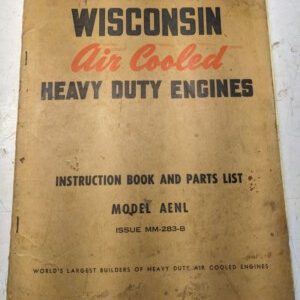 WISCONSIN
Air Cooled
HEAVY DUTY ENGINES
INSTRUCTION BOOK AND PARTS LIST
MODEL AENL
ISSUE MM-283-B
WORLD'S LARGEST BUILDERS OF HEAVY DUTY AIR COOLED ENGINES